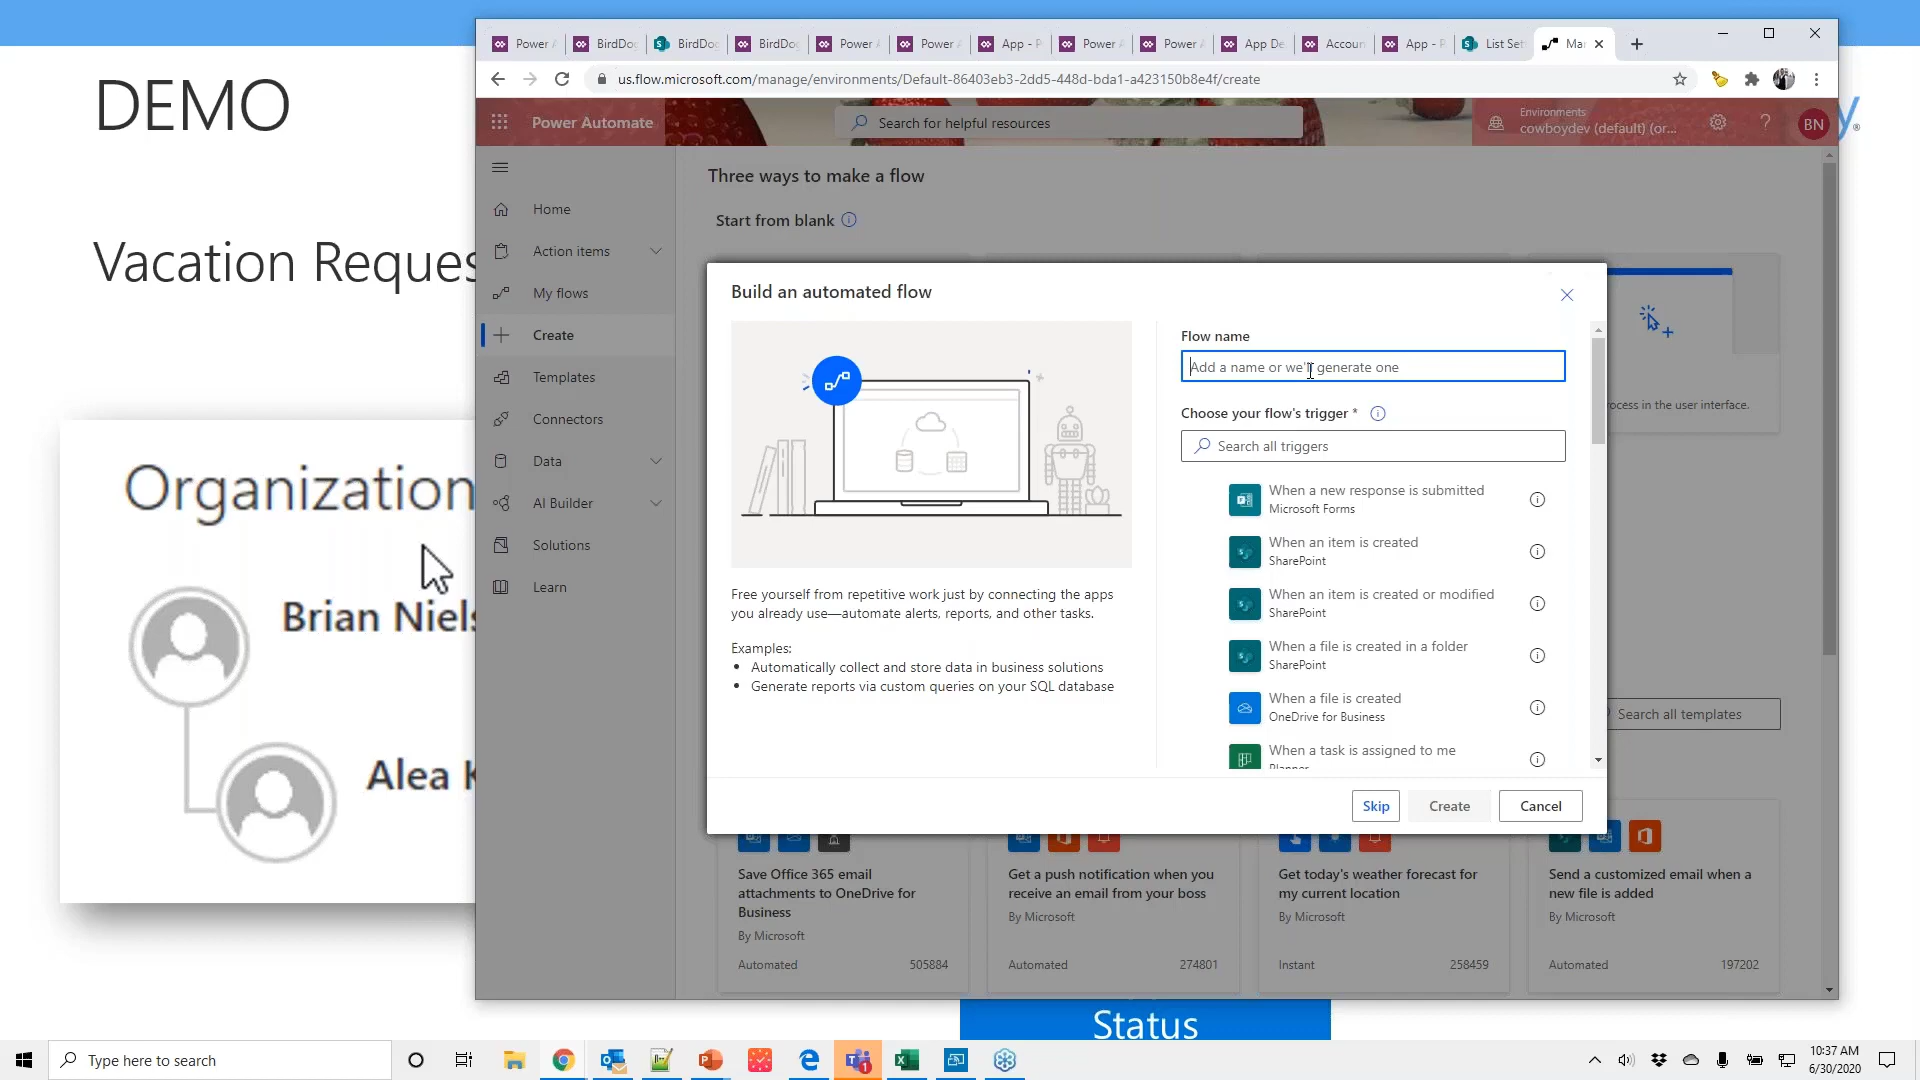 DEMO
Vacation Reques
Organization
Brian Niels
Alea K
Status
Power A
BirdDog
BirdDog
BirdDog
Power A
Power A
App - P
Power A
Power A
App De
Accoun
App - P
List Set
Ma
us.flow.microsoft.com/manage/environments/Default-86403eb3-2dd5-448d-bda1-a423150b8e4f/create
Power Automate
Search for helpful resources
Environments
cowboydev (default) (or...
?
BN
y®
Home
Action items
My flows
Create
Templates
Connectors
Data
AI Builder
Solutions
Learn
Three ways to make a flow
Start from blank
rocess in the user interface.
Search all templates
Build an automated flow
Free yourself from repetitive work just by connecting the apps
you already use—automate alerts, reports, and other tasks.
Examples:
• Automatically collect and store data in business solutions
• Generate reports via custom queries on your SQL database
Flow name
Add a name or we'll generate one
Choose your flow's trigger *
Search all triggers
When a new response is submitted
Microsoft Forms
When an item is created
SharePoint
When an item is created or modified
SharePoint
When a file is created in a folder
SharePoint
When a file is created
OneDrive for Business
When a task is assigned to me
Planner
Skip
Create
Cancel
Save Office 365 email
attachments to OneDrive for
Business
By Microsoft
Automated 505884
Get a push notification when you
receive an email from your boss
By Microsoft
Automated 274801
Get today's weather forecast for
my current location
By Microsoft
Instant 258459
Send a customized email when a
new file is added
By Microsoft
Automated 197202
Type here to search
10:37 AM
6/30/2020